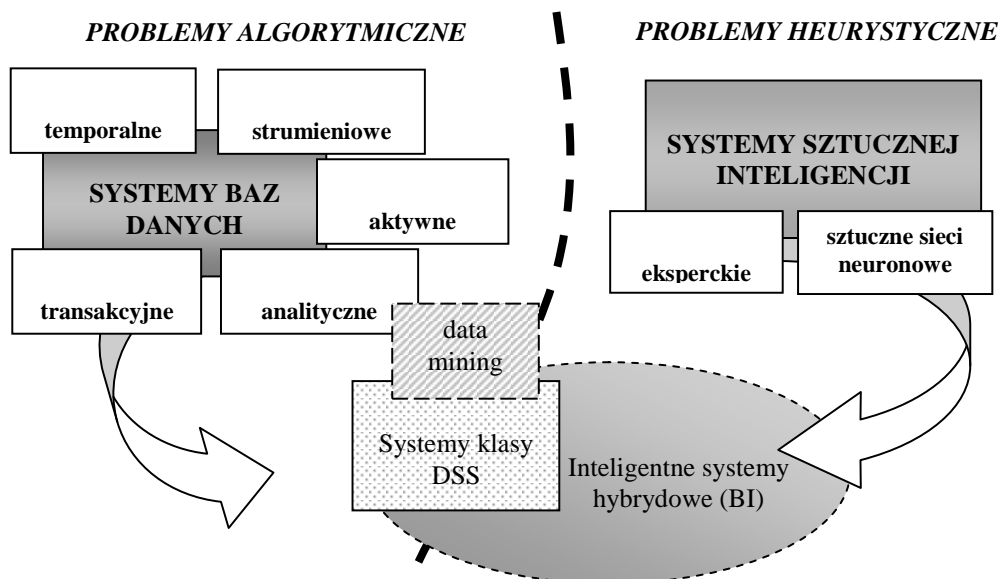 PROBLEMY ALGORYTMICZNE
PROBLEMY HEURYSTYCZNE
temporalne
strumieniowe
SYSTEMY BAZ
DANYCH
aktywne
transakcyjne
analityczne
SYSTEMY SZTUCZNEJ
INTELIGENCJI
eksperckie
sztuczne sieci
neuronowe
data
mining
Systemy klasy
DSS
Inteligentne systemy
hybrydowe (BI)